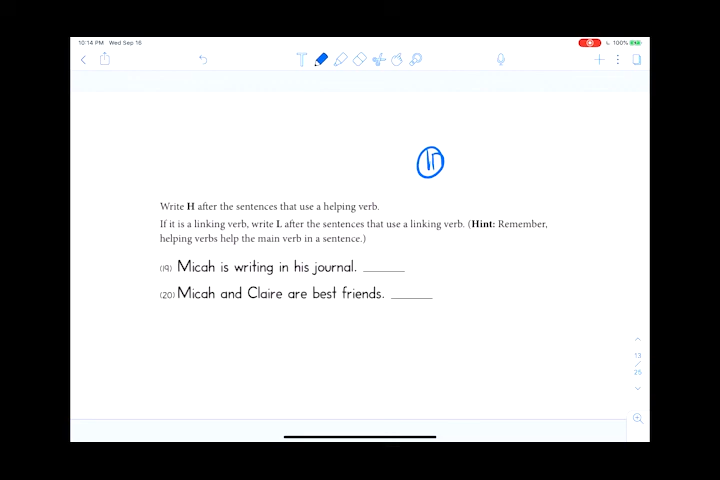 10:14 PM Wed Sep 16
100%
T
Write H after the sentences that use a helping verb.
If it is a linking verb, write L after the sentences that use a linking verb. (Hint: Remember,
helping verbs help the main verb in a sentence.)
(19) Micah is writing in his journal. ______
(20) Micah and Claire are best friends. ______
13
/
25